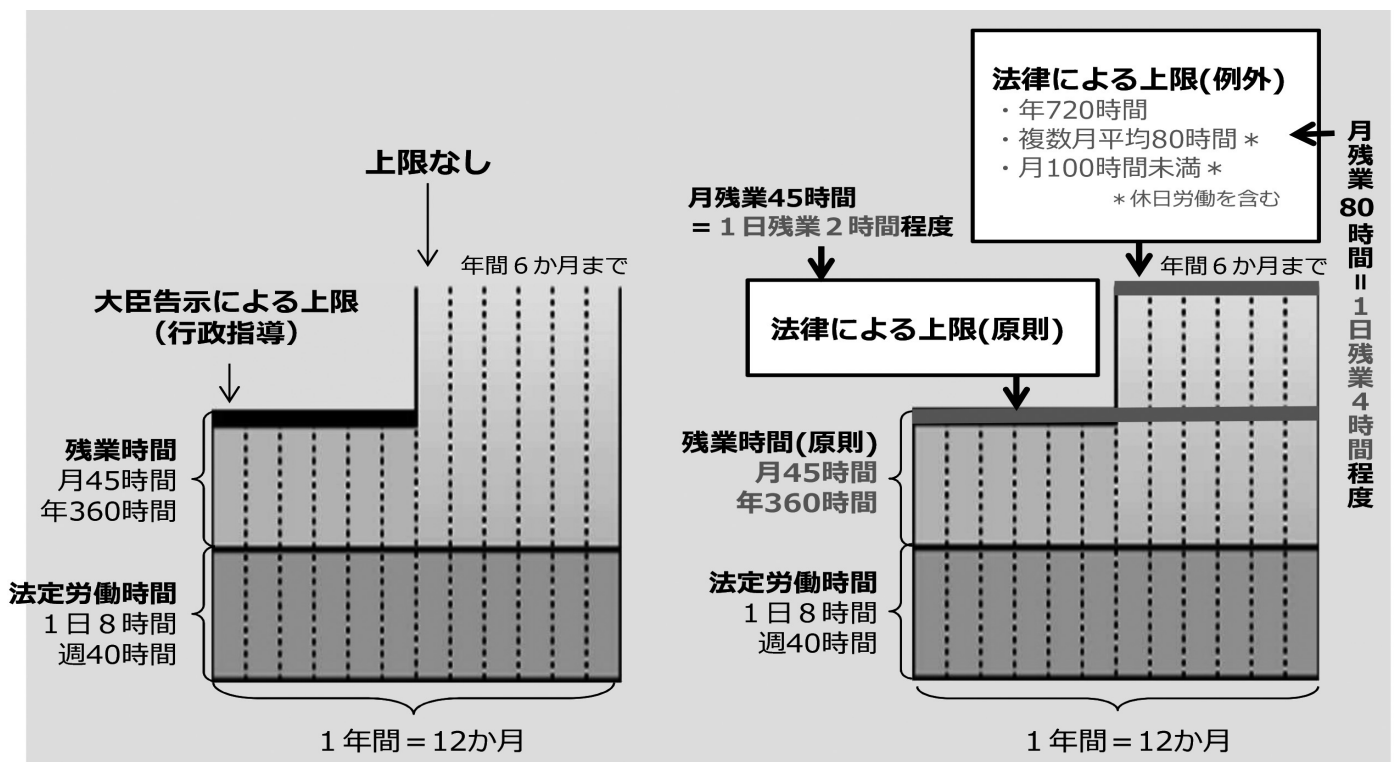 上限なし
年間６か月まで
大臣告示による上限
（行政指導）
残業時間
月45時間
年360時間
法定労働時間
１日８時間
週40時間
１年間＝12か月
法律による上限(例外)
・年720時間
・複数月平均80時間＊
・月100時間未満＊
＊休日労働を含む
月残業80時間＝１日残業４時間程度
月残業45時間
＝１日残業２時間程度
年間６か月まで
法律による上限(原則)
残業時間(原則)
月45時間
年360時間
法定労働時間
１日８時間
週40時間
１年間＝12か月